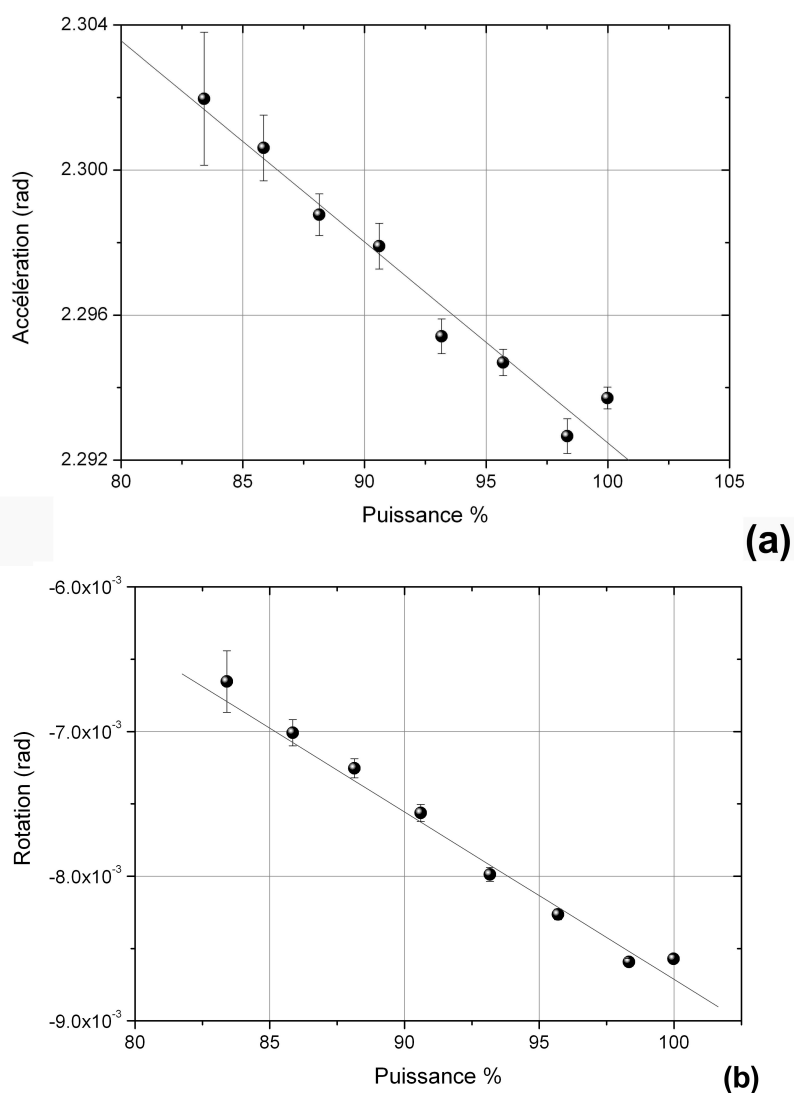 2.304
2.300
2.296
2.292
Accélération (rad)
80 85 90 95 100 105
Puissance %
(a)
-6.0x10⁻³
-7.0x10⁻³
-8.0x10⁻³
-9.0x10⁻³
Rotation (rad)
80 85 90 95 100
Puissance %
(b)